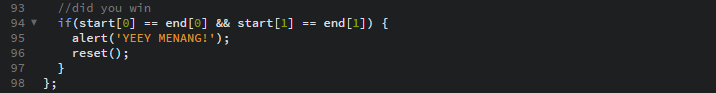 93 //did you win
94 if(start[0] == end[0] && start[1] == end[1]) {
95 alert('YEEY MENANG!');
96 reset();
97 }
98 };